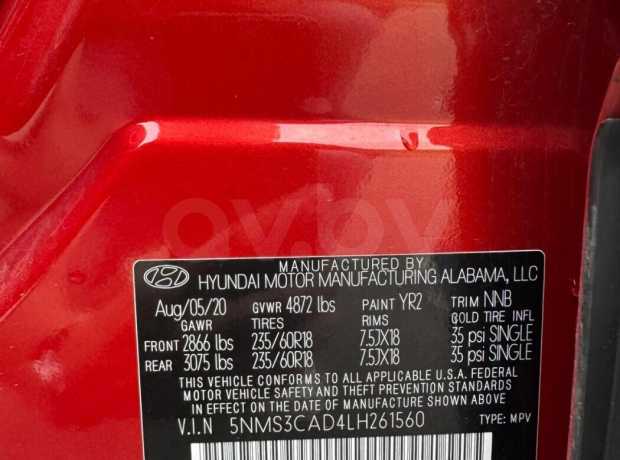 av.by
MANUFACTURED BY
HYUNDAI MOTOR MANUFACTURING ALABAMA, LLC
Aug/05/20 GVWR 4872 lbs PAINT YR2 TRIM NNB
GAWR TIRES RIMS COLD TIRE INFL
FRONT 2866 lbs 235/60R18 7.5JX18 35 psi SINGLE
REAR 3075 lbs 235/60R18 7.5JX18 35 psi SINGLE
THIS VEHICLE CONFORMS TO ALL APPLICABLE U.S.A. FEDERAL
MOTOR VEHICLE SAFETY AND THEFT PREVENTION STANDARDS
IN EFFECT ON THE DATE OF MANUFACTURE SHOWN ABOVE.
V.I.N 5NMS3CAD4LH261560 TYPE: MPV